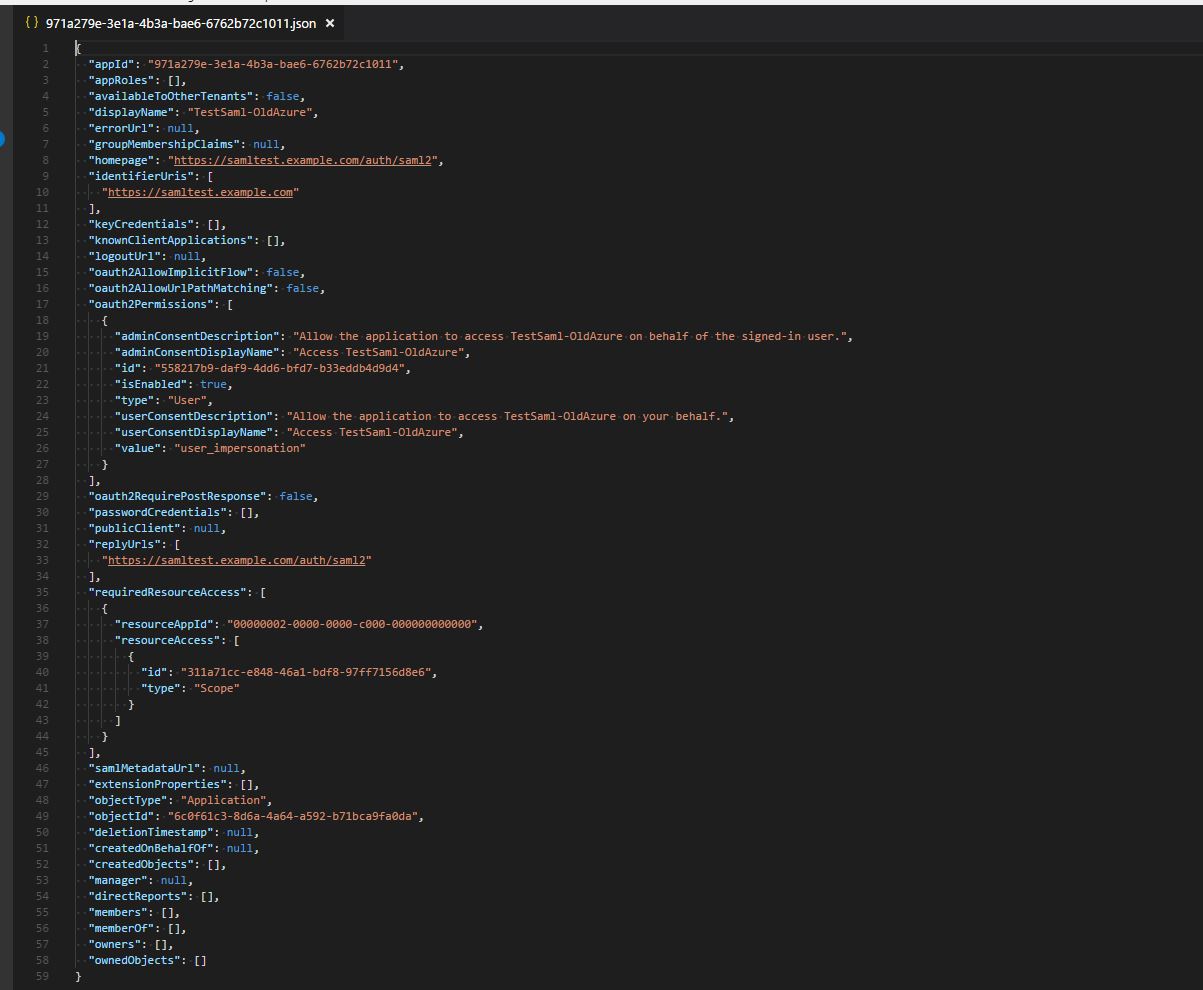 { } 971a279e-3e1a-4b3a-bae6-6762b72c1011.json ×
1 {
2 "appId": "971a279e-3e1a-4b3a-bae6-6762b72c1011",
3 "appRoles": [],
4 "availableToOtherTenants": false,
5 "displayName": "TestSaml-OldAzure",
6 "errorUrl": null,
7 "groupMembershipClaims": null,
8 "homepage": "https://samltest.example.com/auth/saml2",
9 "identifierUris": [
10 "https://samltest.example.com"
11 ],
12 "keyCredentials": [],
13 "knownClientApplications": [],
14 "logoutUrl": null,
15 "oauth2AllowImplicitFlow": false,
16 "oauth2AllowUrlPathMatching": false,
17 "oauth2Permissions": [
18 {
19 "adminConsentDescription": "Allow the application to access TestSaml-OldAzure on behalf of the signed-in user.",
20 "adminConsentDisplayName": "Access TestSaml-OldAzure",
21 "id": "558217b9-daf9-4dd6-bfd7-b33eddb4d9d4",
22 "isEnabled": true,
23 "type": "User",
24 "userConsentDescription": "Allow the application to access TestSaml-OldAzure on your behalf.",
25 "userConsentDisplayName": "Access TestSaml-OldAzure",
26 "value": "user_impersonation"
27 }
28 ],
29 "oauth2RequirePostResponse": false,
30 "passwordCredentials": [],
31 "publicClient": null,
32 "replyUrls": [
33 "https://samltest.example.com/auth/saml2"
34 ],
35 "requiredResourceAccess": [
36 {
37 "resourceAppId": "00000002-0000-0000-c000-000000000000",
38 "resourceAccess": [
39 {
40 "id": "311a71cc-e848-46a1-bdf8-97ff7156d8e6",
41 "type": "Scope"
42 }
43 ]
44 }
45 ],
46 "samlMetadataUrl": null,
47 "extensionProperties": [],
48 "objectType": "Application",
49 "objectId": "6c0f61c3-8d6a-4a64-a592-b71bca9fa0da",
50 "deletionTimestamp": null,
51 "createdOnBehalfOf": null,
52 "createdObjects": [],
53 "manager": null,
54 "directReports": [],
55 "members": [],
56 "memberOf": [],
57 "owners": [],
58 "ownedObjects": []
59 }